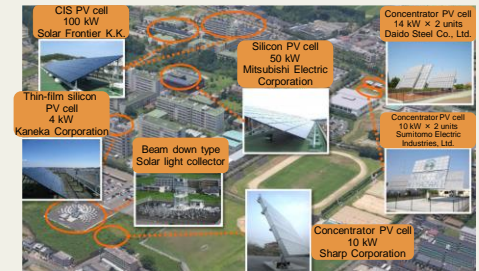 CIS PV cell
100 kW
Solar Frontier K.K.
Thin-film silicon
PV cell
4 kW
Kaneka Corporation
Beam down type
Solar light collector
Silicon PV cell
50 kW
Mitsubishi Electric
Corporation
Concentrator PV cell
14 kW × 2 units
Daido Steel Co., Ltd.
Concentrator PV cell
10 kW × 2 units
Sumitomo Electric
Industries, Ltd.
Concentrator PV cell
10 kW
Sharp Corporation